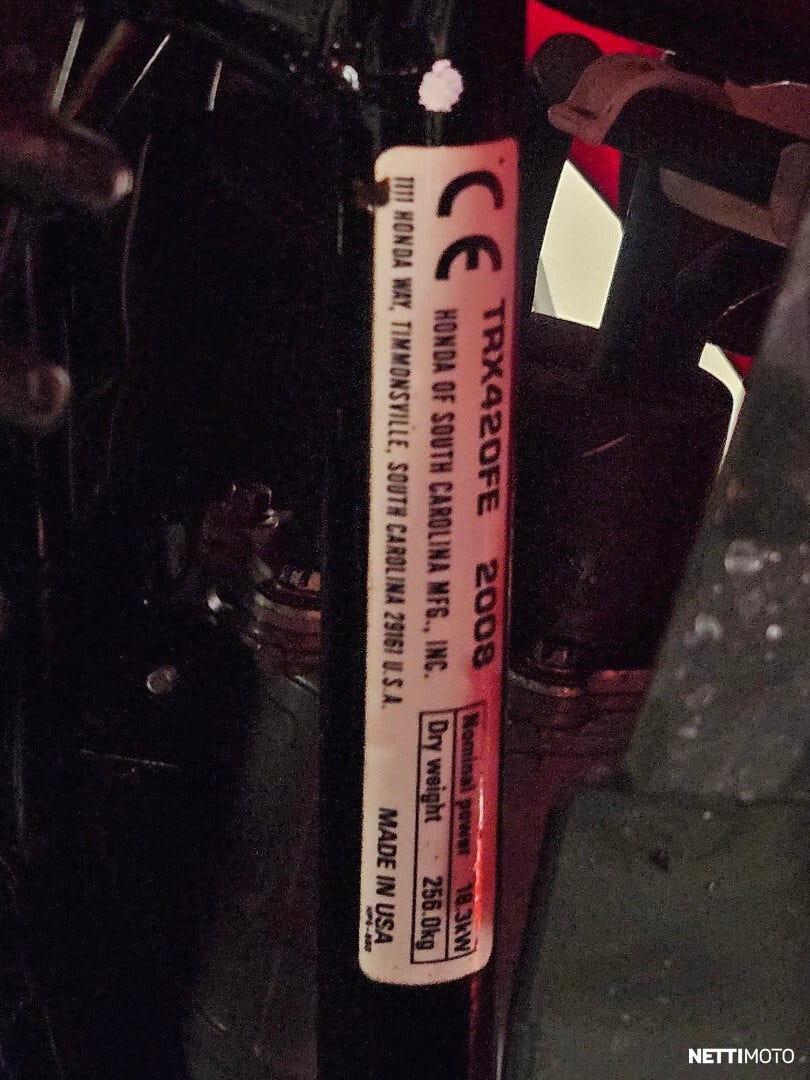 CE TRX420FE 2008
HONDA OF SOUTH CAROLINA MFG., INC.
1111 HONDA WAY, TIMMONSVILLE, SOUTH CAROLINA 29161 U.S.A.
Nominal power 18.3kW
Dry weight 256.0kg
MADE IN USA
NETTIMOTO